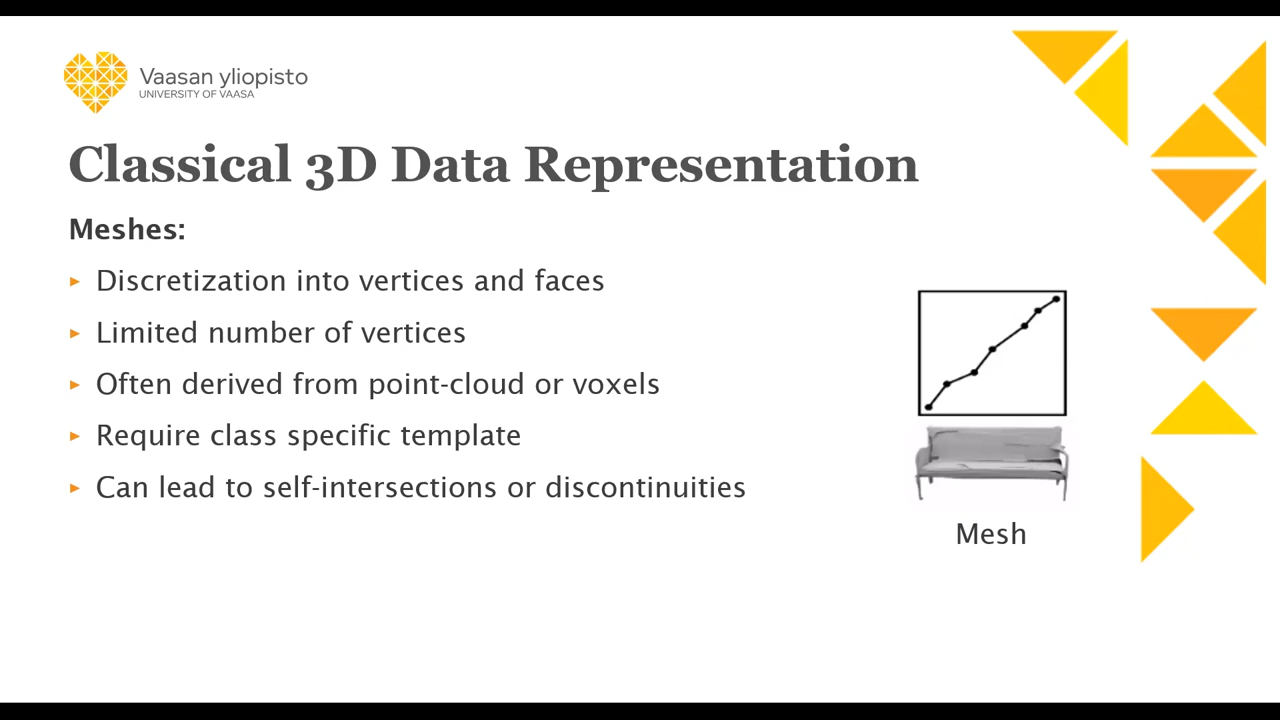 Vaasan yliopisto
UNIVERSITY OF VAASA
Classical 3D Data Representation
Meshes:
Discretization into vertices and faces
Limited number of vertices
Often derived from point-cloud or voxels
Require class specific template
Can lead to self-intersections or discontinuities
Mesh